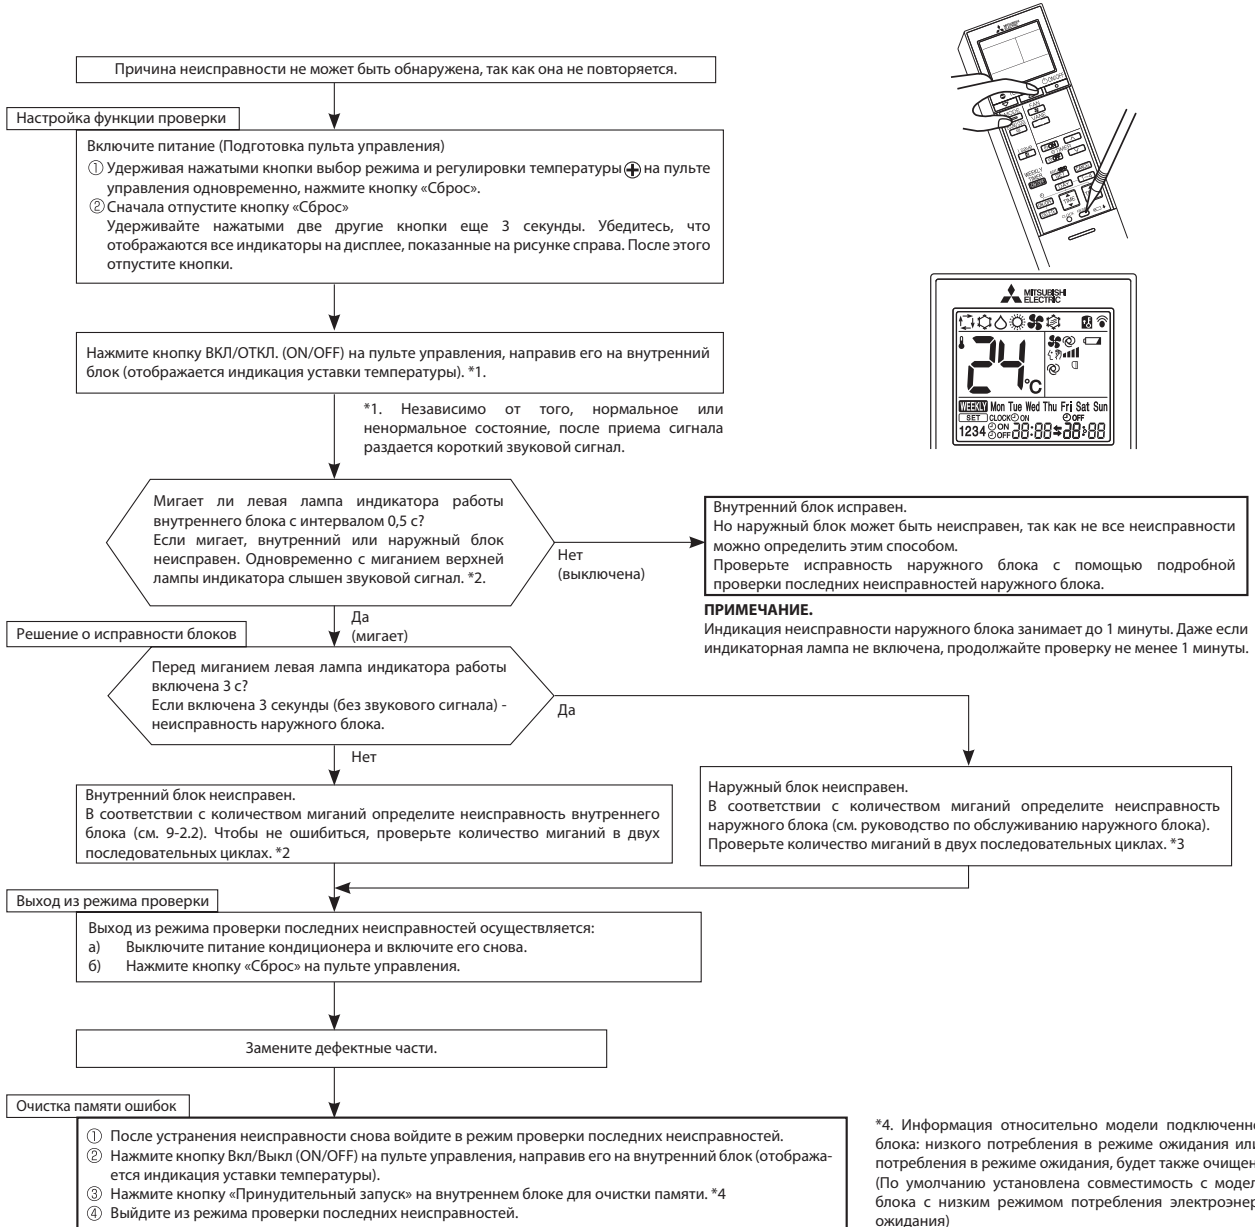 Причина неисправности не может быть обнаружена, так как она не повторяется.
Настройка функции проверки
Включите питание (Подготовка пульта управления)
① Удерживая нажатыми кнопки выбор режима и регулировки температуры ⊕ на пульте
управления одновременно, нажмите кнопку «Сброс».
② Сначала отпустите кнопку «Сброс»
Удерживайте нажатыми две другие кнопки еще 3 секунды. Убедитесь, что
отображаются все индикаторы на дисплее, показанные на рисунке справа. После этого
отпустите кнопки.
MITSUBISHI
ELECTRIC
24°C
WEEKLY Mon Tue Wed Thu Fri Sat Sun
SET CLOCK ON OFF
1234 ON OFF 88:88 88:88
Нажмите кнопку ВКЛ/ОТКЛ. (ON/OFF) на пульте управления, направив его на внутренний
блок (отображается индикация уставки температуры). *1.
*1. Независимо от того, нормальное или
ненормальное состояние, после приема сигнала
раздается короткий звуковой сигнал.
Мигает ли левая лампа индикатора работы
внутреннего блока с интервалом 0,5 с?
Если мигает, внутренний или наружный блок
неисправен. Одновременно с миганием верхней
лампы индикатора слышен звуковой сигнал. *2.
Нет
(выключена)
Внутренний блок исправен.
Но наружный блок может быть неисправен, так как не все неисправности
можно определить этим способом.
Проверьте исправность наружного блока с помощью подробной
проверки последних неисправностей наружного блока.
ПРИМЕЧАНИЕ.
Индикация неисправности наружного блока занимает до 1 минуты. Даже если
индикаторная лампа не включена, продолжайте проверку не менее 1 минуты.
Да
(мигает)
Решение о исправности блоков
Перед миганием левая лампа индикатора работы
включена 3 с?
Если включена 3 секунды (без звукового сигнала) -
неисправность наружного блока.
Да
Нет
Внутренний блок неисправен.
В соответствии с количеством миганий определите неисправность внутреннего
блока (см. 9-2.2). Чтобы не ошибиться, проверьте количество миганий в двух
последовательных циклах. *2
Наружный блок неисправен.
В соответствии с количеством миганий определите неисправность
наружного блока (см. руководство по обслуживанию наружного блока).
Проверьте количество миганий в двух последовательных циклах. *3
Выход из режима проверки
Выход из режима проверки последних неисправностей осуществляется:
а) Выключите питание кондиционера и включите его снова.
б) Нажмите кнопку «Сброс» на пульте управления.
Замените дефектные части.
Очистка памяти ошибок
① После устранения неисправности снова войдите в режим проверки последних неисправностей.
② Нажмите кнопку Вкл/Выкл (ON/OFF) на пульте управления, направив его на внутренний блок (отобража-
ется индикация уставки температуры).
③ Нажмите кнопку «Принудительный запуск» на внутреннем блоке для очистки памяти. *4
④ Выйдите из режима проверки последних неисправностей.
*4. Информация относительно модели подключенно
блока: низкого потребления в режиме ожидания или
потребления в режиме ожидания, будет также очищен
(По умолчанию установлена совместимость с модел
блока с низким режимом потребления электроэнер
ожидания)